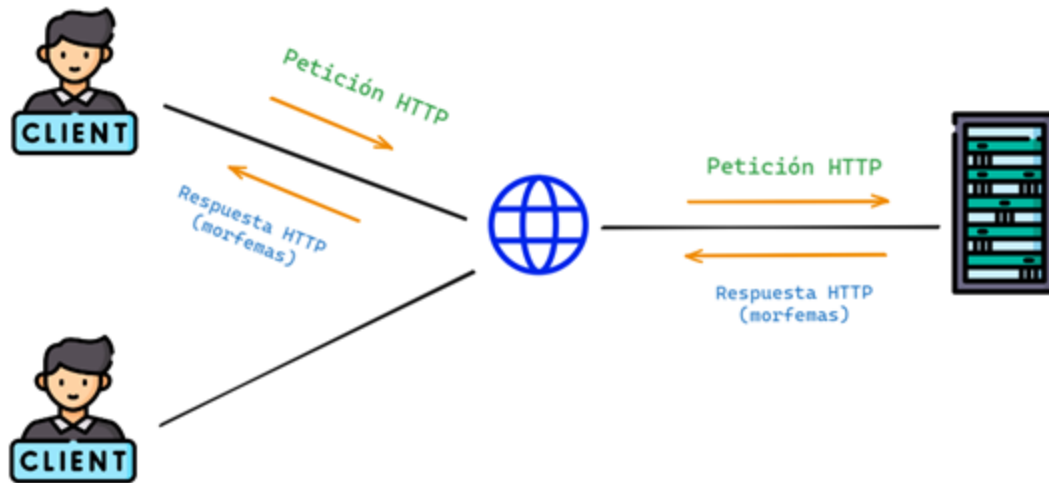 Petición HTTP
CLIENT
Respuesta HTTP
(morfemas)
Petición HTTP
Respuesta HTTP
(morfemas)
CLIENT